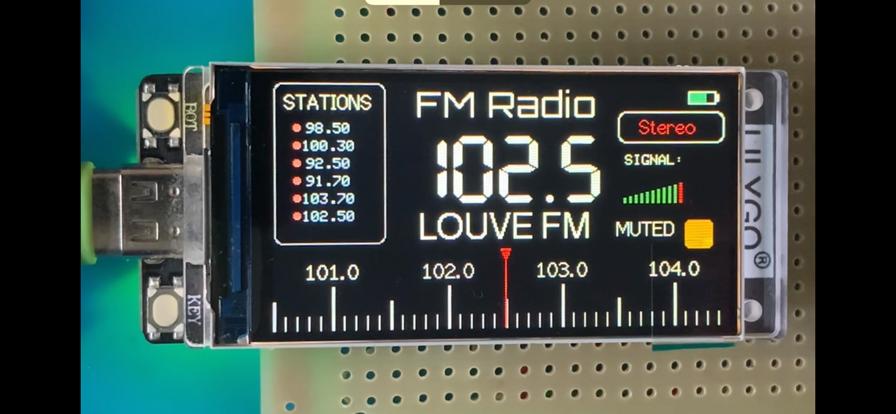 STATIONS
98.50
100.30
92.50
91.70
103.70
102.50
FM Radio
102.5
LOUVE FM
Stereo
SIGNAL:
MUTED
101.0 102.0 103.0 104.0
BOT
KEY